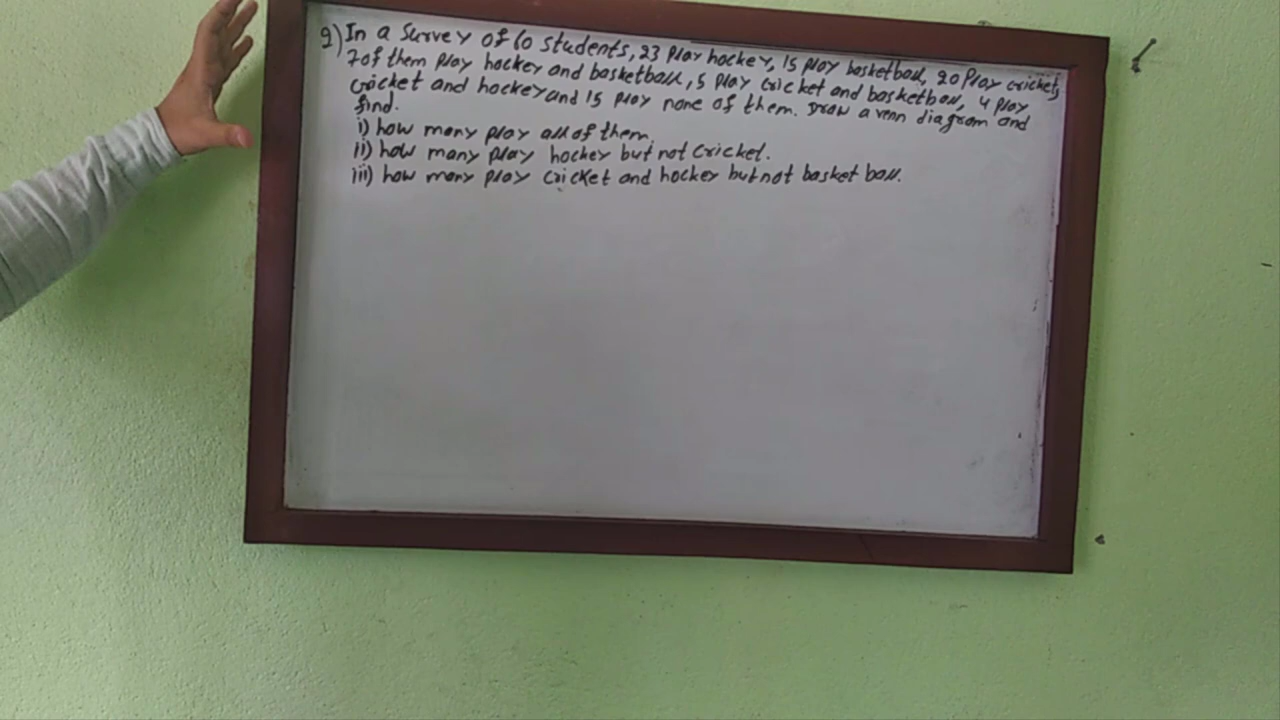 9) In a survey of 60 students, 23 play hockey, 15 play basketball, 20 play cricket,
7 of them play hockey and basketball, 5 play cricket and basketball, 4 play
cricket and hockey and 15 play none of them. Draw a venn diagram and
find.
i) how many play all of them.
ii) how many play hockey but not cricket.
iii) how many play cricket and hockey but not basket ball.